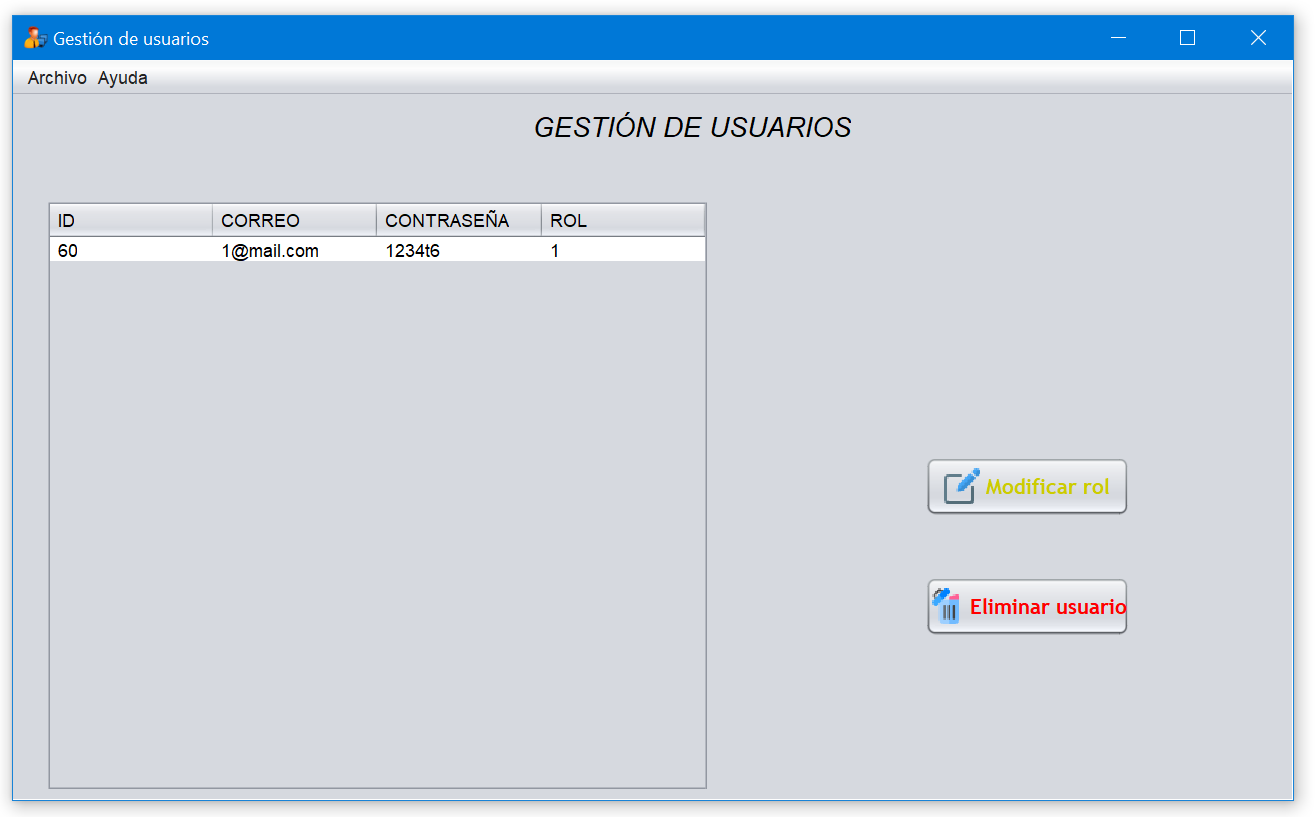 Gestión de usuarios
Archivo Ayuda
GESTIÓN DE USUARIOS
ID CORREO CONTRASEÑA ROL
60 1@mail.com 1234t6 1
Modificar rol
Eliminar usuario